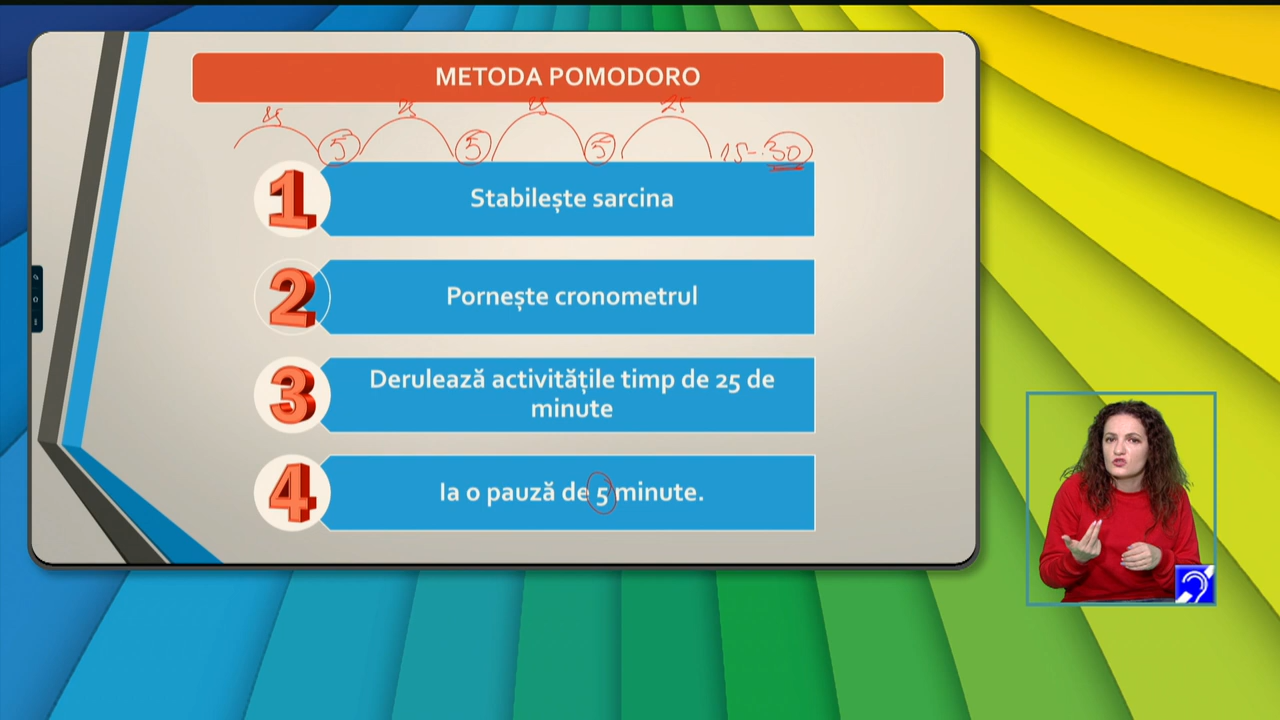 METODA POMODORO
25 25 25 25
5 5 5 15-30
1 Stabilește sarcina
2 Pornește cronometrul
3 Derulează activitățile timp de 25 de
minute
4 Ia o pauză de 5 minute.